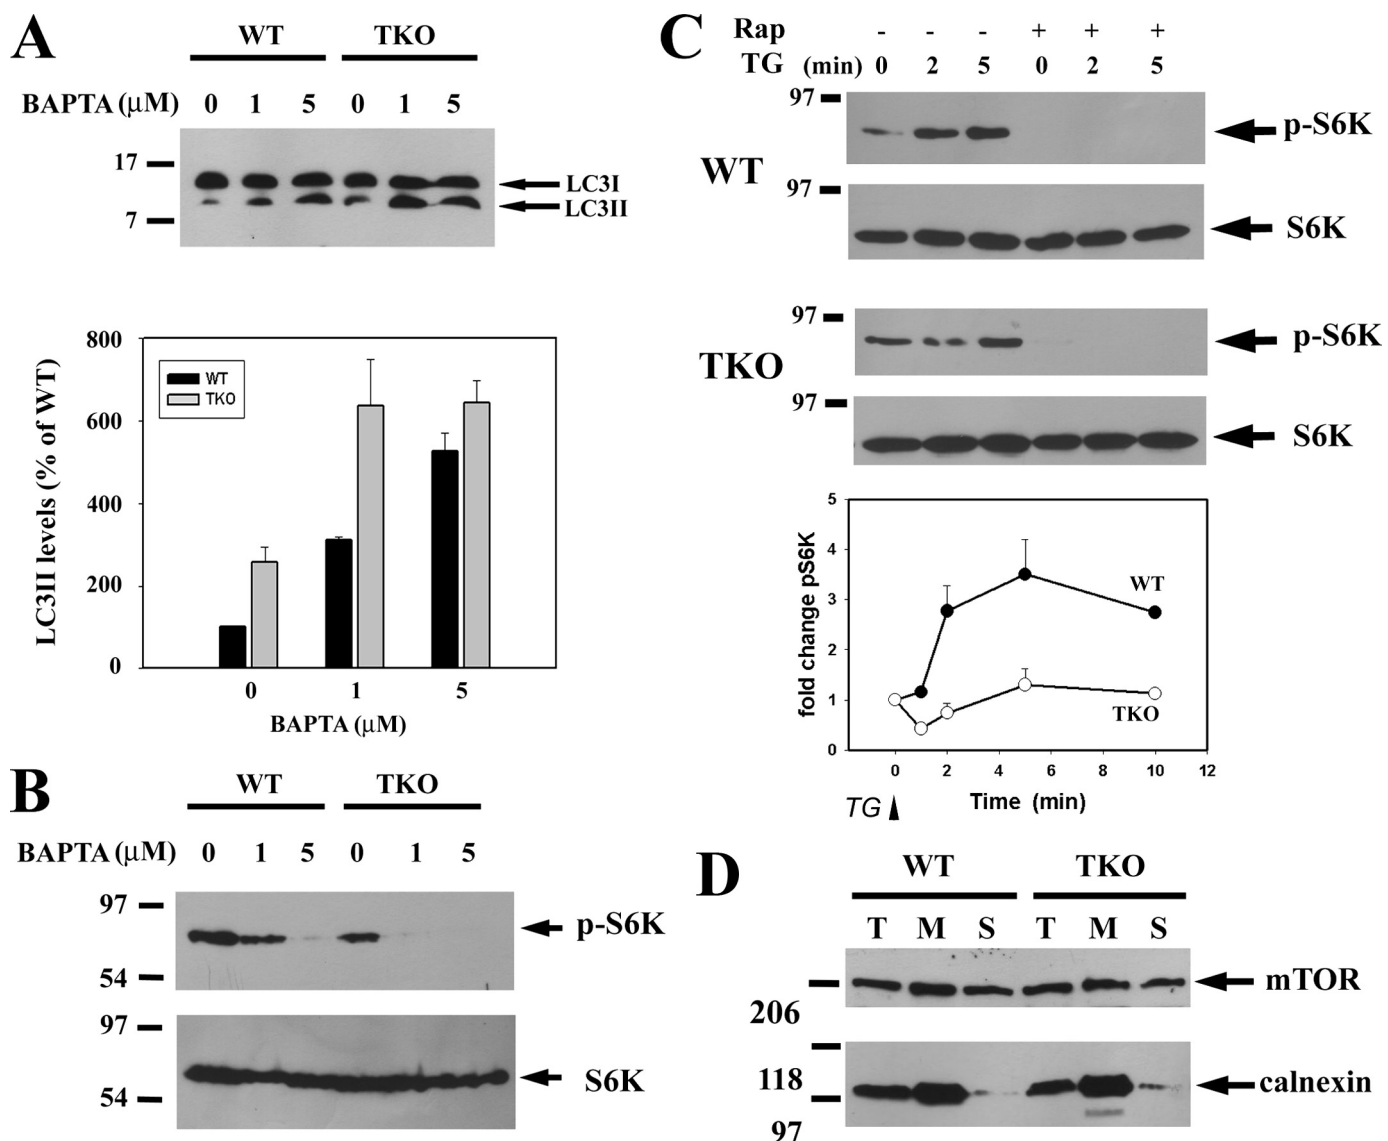 A
WT TKO
BAPTA (µM) 0 1 5 0 1 5
17
7
LC3I
LC3II
LC3II levels (% of WT)
800
600
400
200
0
WT
TKO
0 1 5
BAPTA (µM)
B
WT TKO
BAPTA (µM) 0 1 5 0 1 5
97
54
p-S6K
97
54
S6K
C
Rap - - - + + +
TG (min) 0 2 5 0 2 5
WT
97
p-S6K
97
S6K
TKO
97
p-S6K
97
S6K
fold change pS6K
5
4
3
2
1
0
WT
TKO
0 2 4 6 8 10 12
TG
Time (min)
D
WT TKO
T M S T M S
206
mTOR
118
97
calnexin